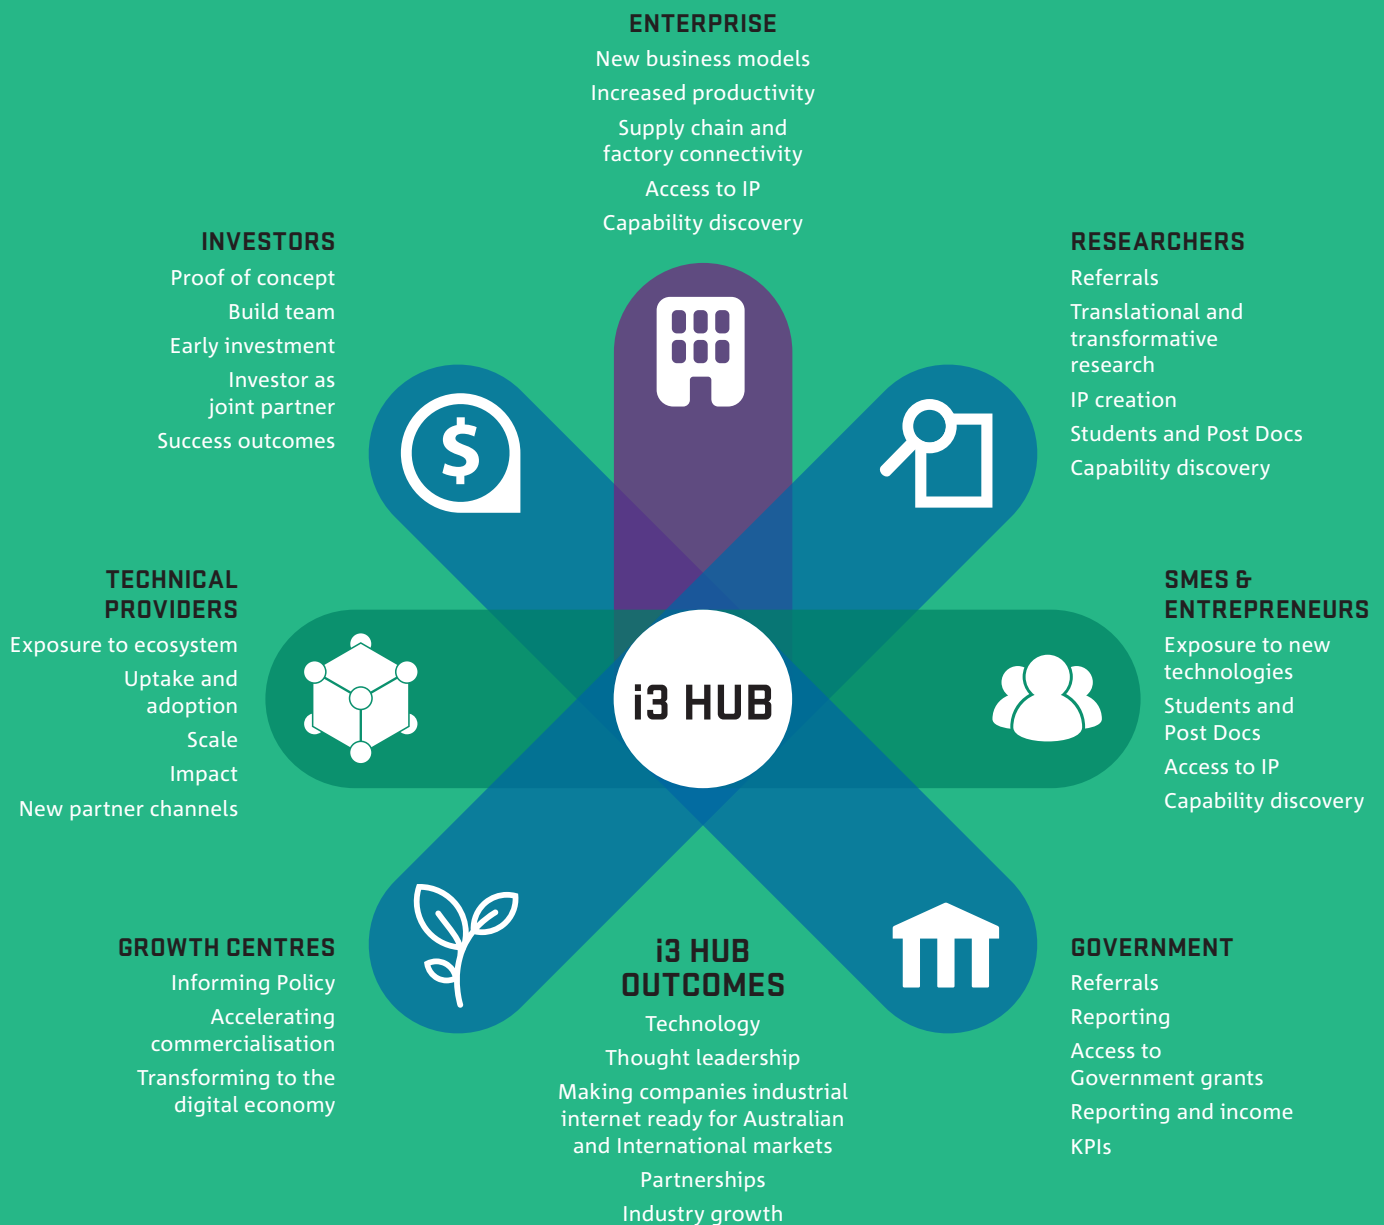 ENTERPRISE
New business models
Increased productivity
Supply chain and
factory connectivity
Access to IP
Capability discovery
INVESTORS
Proof of concept
Build team
Early investment
Investor as
joint partner
Success outcomes
RESEARCHERS
Referrals
Translational and
transformative
research
IP creation
Students and Post Docs
Capability discovery
TECHNICAL
PROVIDERS
Exposure to ecosystem
Uptake and
adoption
Scale
Impact
New partner channels
$
i3 HUB
SMES &
ENTREPRENEURS
Exposure to new
technologies
Students and
Post Docs
Access to IP
Capability discovery
GROWTH CENTRES
Informing Policy
Accelerating
commercialisation
Transforming to the
digital economy
i3 HUB
OUTCOMES
Technology
Thought leadership
Making companies industrial
internet ready for Australian
and International markets
Partnerships
Industry growth
GOVERNMENT
Referrals
Reporting
Access to
Government grants
Reporting and income
KPIs